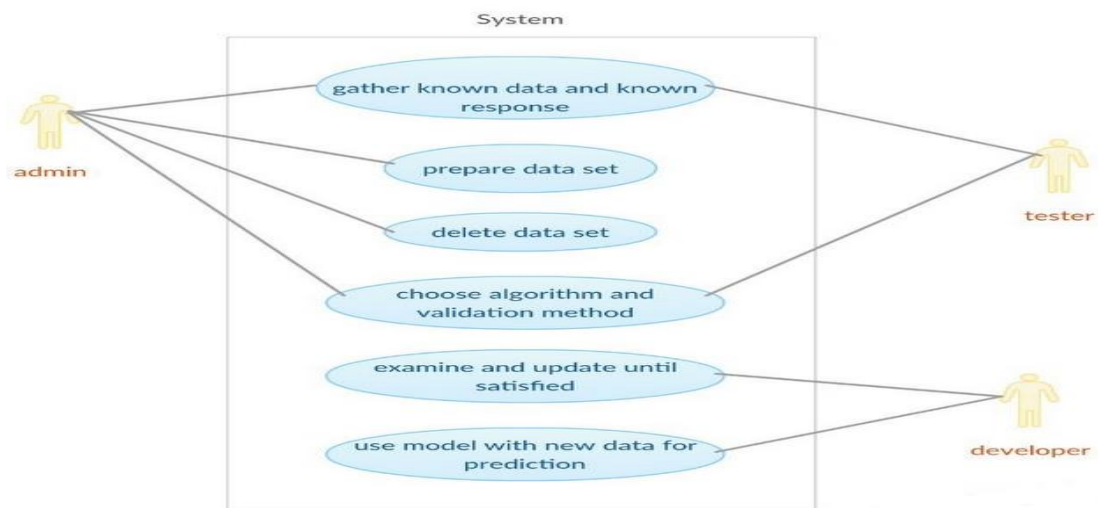 System
gather known data and known
response
admin
prepare data set
tester
delete data set
choose algorithm and
validation method
examine and update until
satisfied
developer
use model with new data for
prediction